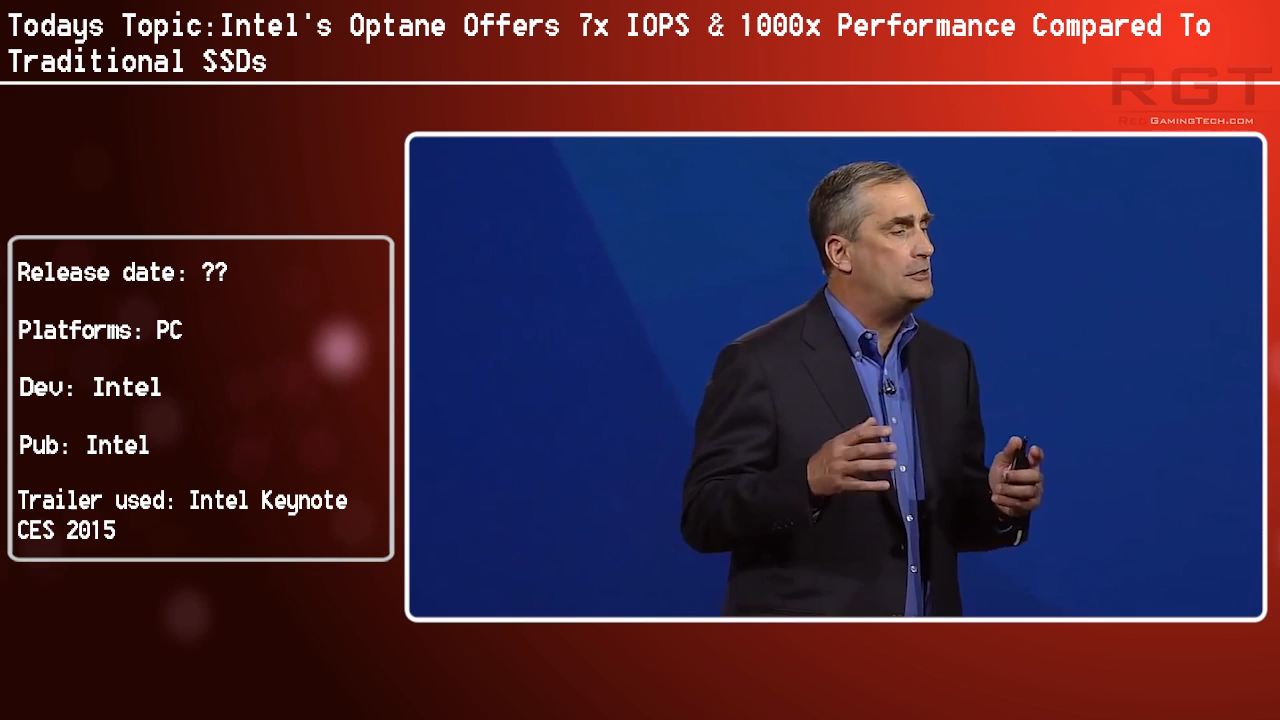 Todays Topic:Intel's Optane Offers 7x IOPS & 1000x Performance Compared To
Traditional SSDs
RGT
RedGamingTech.com
Release date: ??
Platforms: PC
Dev: Intel
Pub: Intel
Trailer used: Intel Keynote
CES 2015